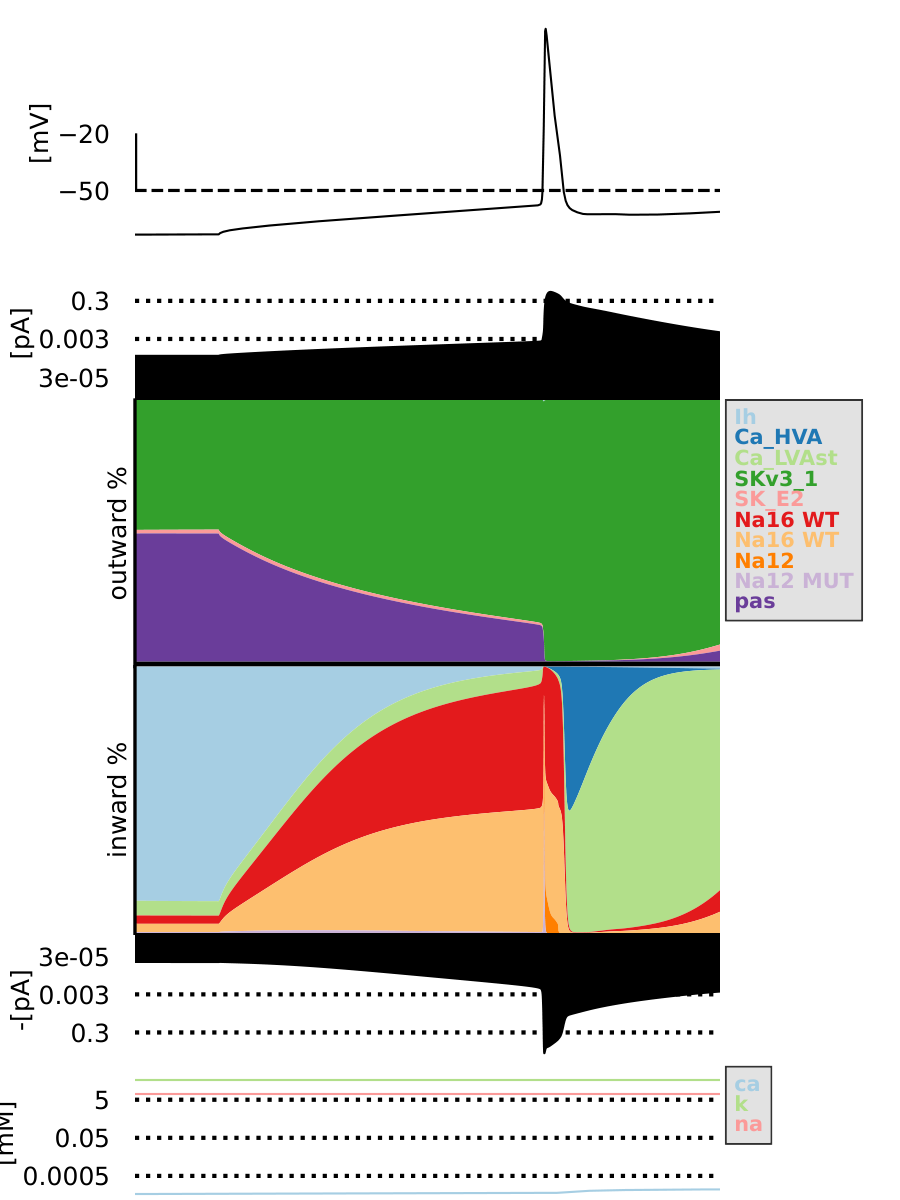 [mV]
−20
−50
0.3
[pA]
0.003
3e-05
outward %
Ih
Ca_HVA
Ca_LVAst
SKv3_1
SK_E2
Na16 WT
Na16 WT
Na12
Na12 MUT
pas
inward %
3e-05
-[pA]
0.003
0.3
[mM]
5
0.05
0.0005
ca
k
na